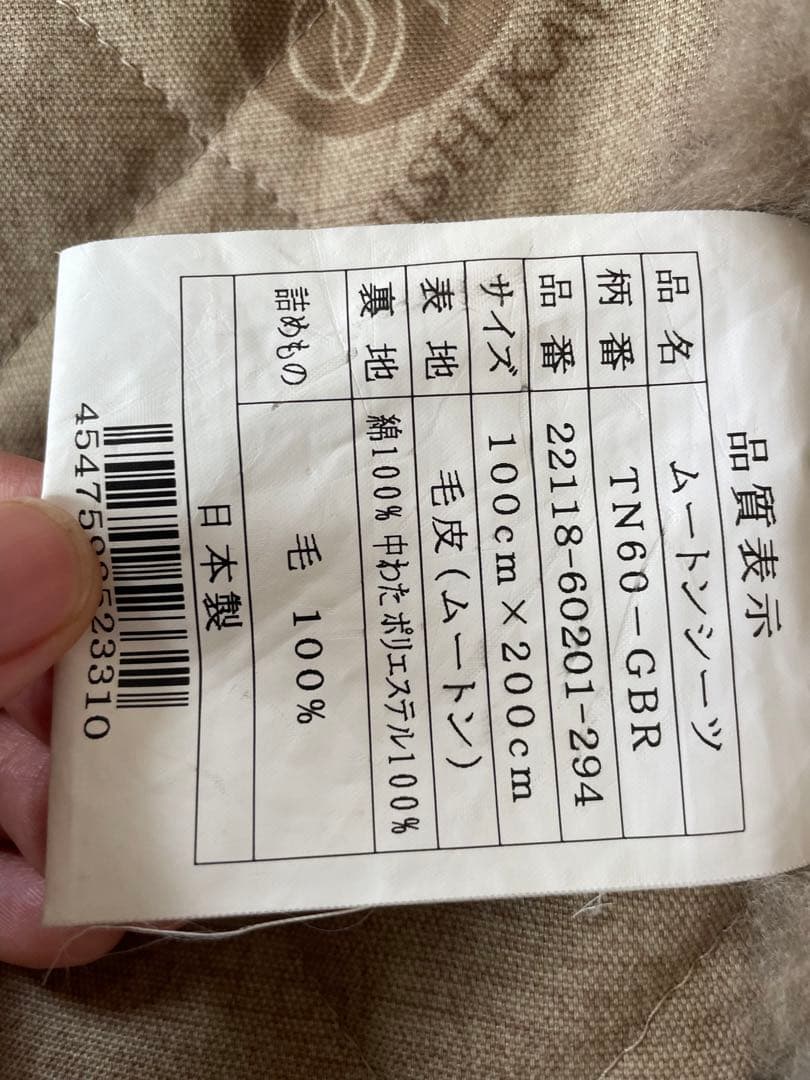 品質表示
品名 ムートンシーツ
柄番 TN60-GBR
品番 22118-60201-294
サイズ 100cm×200cm
表地 毛皮(ムートン)
裏地 綿100% 中わたポリエステル100%
詰めもの 毛 100%
日本製